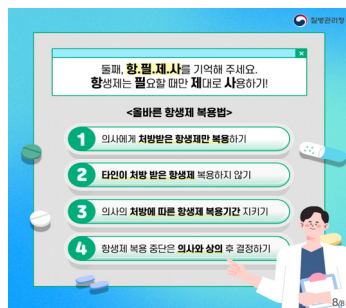 질병관리청
둘째, 항.필.제.사를 기억해 주세요.
항생제는 필요할 때만 제대로 사용하기!
<올바른 항생제 복용법>
1 의사에게 처방받은 항생제만 복용하기
2 타인이 처방 받은 항생제 복용하지 않기
3 의사의 처방에 따른 항생제 복용기간 지키기
4 항생제 복용 중단은 의사와 상의 후 결정하기
8/8